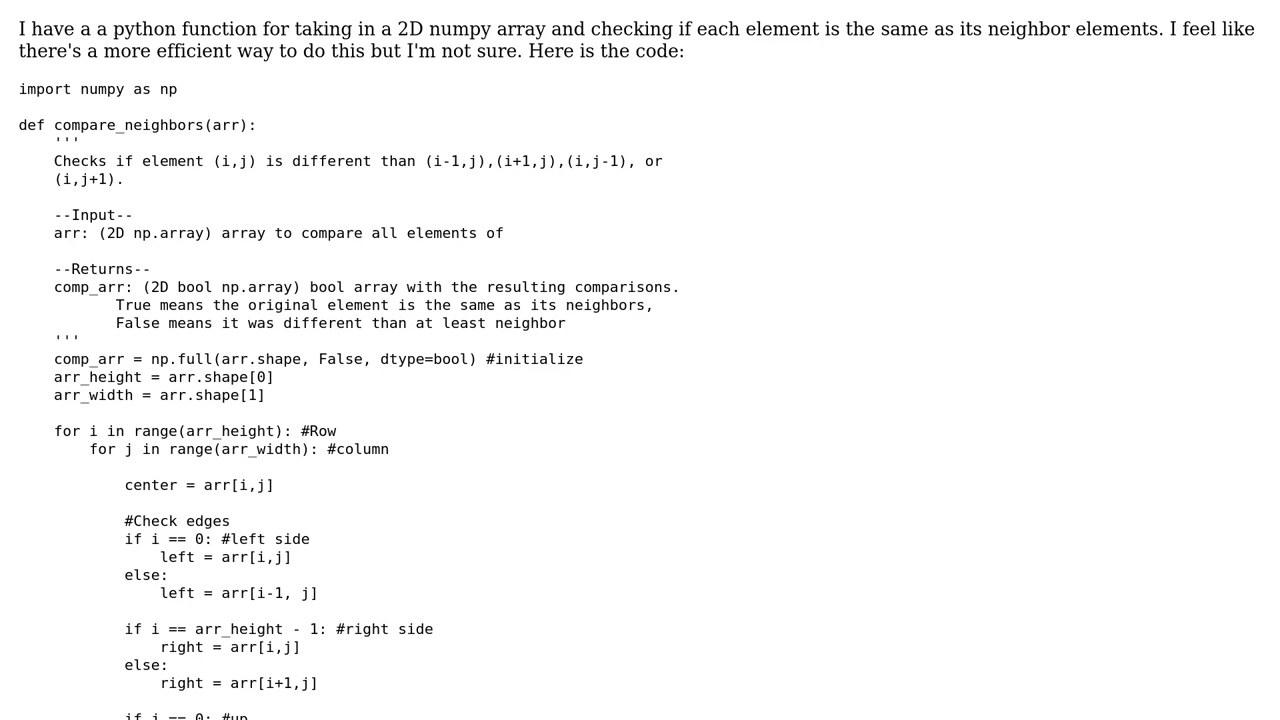 I have a a python function for taking in a 2D numpy array and checking if each element is the same as its neighbor elements. I feel like
there's a more efficient way to do this but I'm not sure. Here is the code:
import numpy as np
def compare_neighbors(arr):
    '''
    Checks if element (i,j) is different than (i-1,j),(i+1,j),(i,j-1), or
    (i,j+1).
    --Input--
    arr: (2D np.array) array to compare all elements of
    --Returns--
    comp_arr: (2D bool np.array) bool array with the resulting comparisons.
           True means the original element is the same as its neighbors,
           False means it was different than at least neighbor
    '''
    comp_arr = np.full(arr.shape, False, dtype=bool) #initialize
    arr_height = arr.shape[0]
    arr_width = arr.shape[1]
    for i in range(arr_height): #Row
        for j in range(arr_width): #column
            center = arr[i,j]
            #Check edges
            if i == 0: #left side
                left = arr[i,j]
            else:
                left = arr[i-1, j]
            if i == arr_height - 1: #right side
                right = arr[i,j]
            else:
                right = arr[i+1,j]
            if j == 0: #up